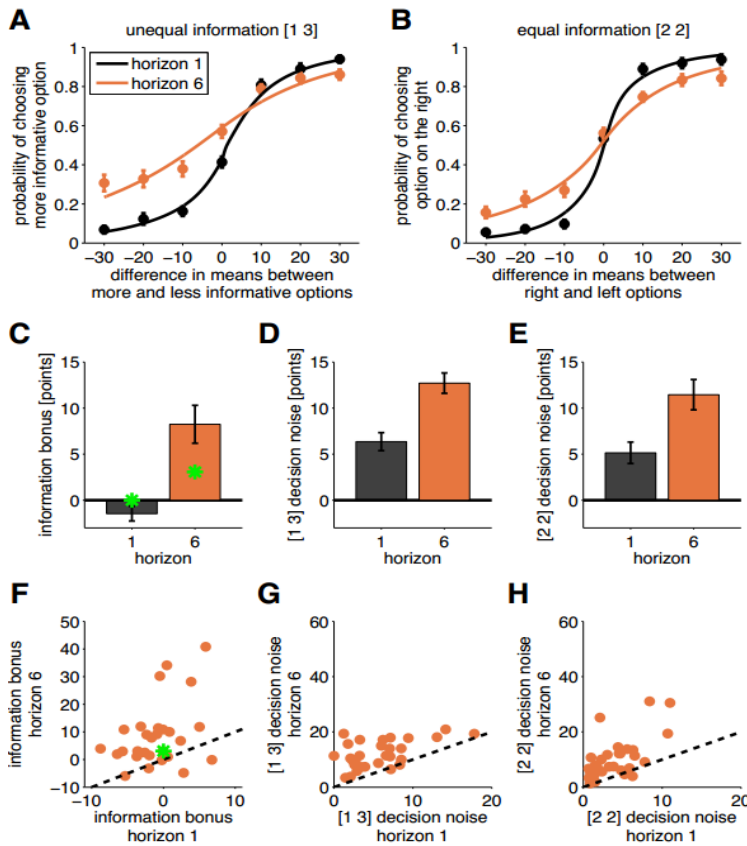 A
unequal information [1 3]
horizon 1
horizon 6
probability of choosing
more informative option
1
0.8
0.6
0.4
0.2
0
−30 −20 −10 0 10 20 30
difference in means between
more and less informative options
B
equal information [2 2]
probability of choosing
option on the right
1
0.8
0.6
0.4
0.2
0
−30 −20 −10 0 10 20 30
difference in means between
right and left options
C
information bonus [points]
15
10
5
0
1 6
horizon
D
[1 3] decision noise [points]
15
10
5
0
1 6
horizon
E
[2 2] decision noise [points]
15
10
5
0
1 6
horizon
F
information bonus
horizon 6
50
40
30
20
10
0
−10
−10 0 10
information bonus
horizon 1
G
[1 3] decision noise
horizon 6
60
40
20
0
0 10 20
[1 3] decision noise
horizon 1
H
[2 2] decision noise
horizon 6
60
40
20
0
0 10 20
[2 2] decision noise
horizon 1